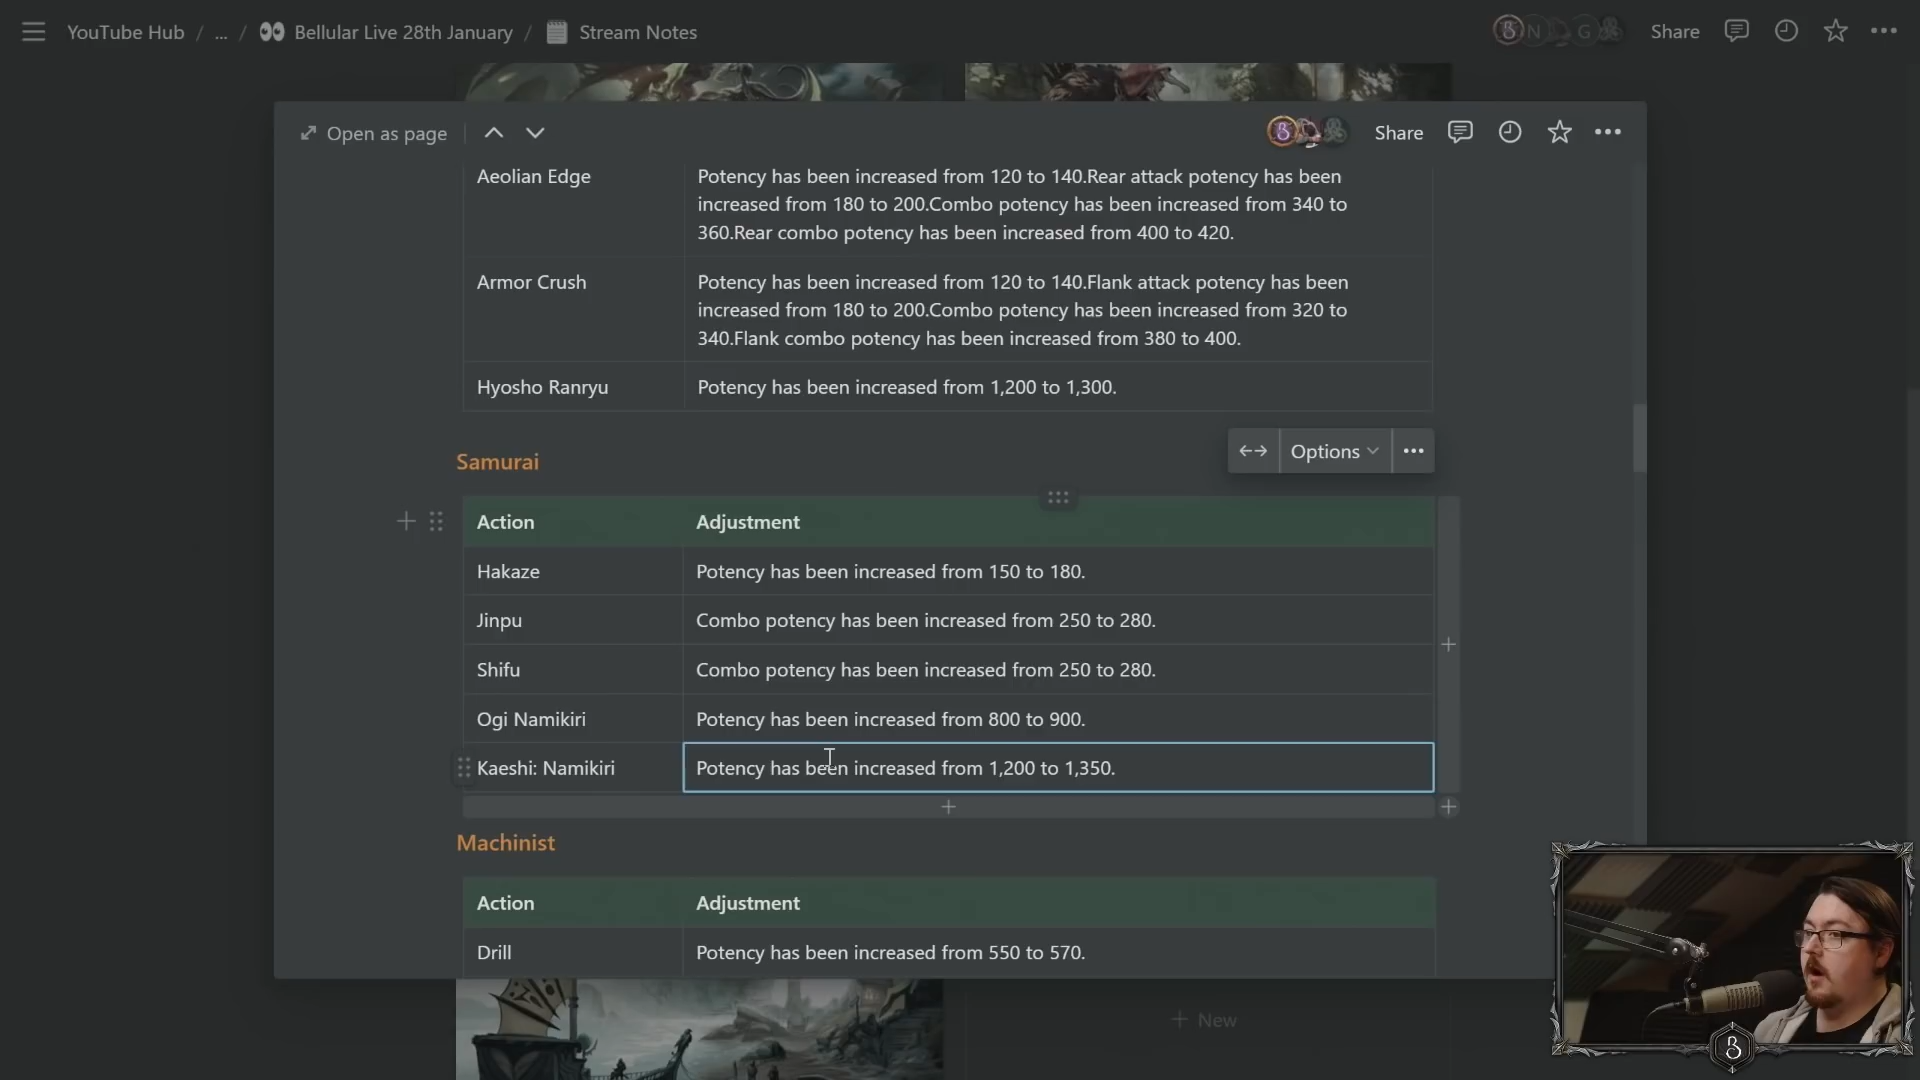 YouTube Hub / ... / 👀 Bellular Live 28th January / Stream Notes
N G Share
Open as page
B Share
Aeolian Edge
Potency has been increased from 120 to 140.Rear attack potency has been
increased from 180 to 200.Combo potency has been increased from 340 to
360.Rear combo potency has been increased from 400 to 420.
Armor Crush
Potency has been increased from 120 to 140.Flank attack potency has been
increased from 180 to 200.Combo potency has been increased from 320 to
340.Flank combo potency has been increased from 380 to 400.
Hyosho Ranryu
Potency has been increased from 1,200 to 1,300.
Samurai
Options
Action Adjustment
Hakaze Potency has been increased from 150 to 180.
Jinpu Combo potency has been increased from 250 to 280.
Shifu Combo potency has been increased from 250 to 280.
Ogi Namikiri Potency has been increased from 800 to 900.
Kaeshi: Namikiri Potency has been increased from 1,200 to 1,350.
Machinist
Action Adjustment
Drill Potency has been increased from 550 to 570.
+ New
B